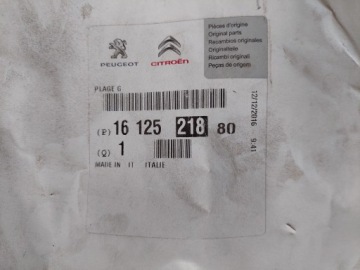 PEUGEOT
CITROËN
Pièces d'origine
Original parts
Recambios originales
Originalteile
Ricambi originali
Peças de origem
PLAGE G
(P) 16 125 218 80
(Q) 1
MADE IN IT ITALIE
12/12/2016 9:41